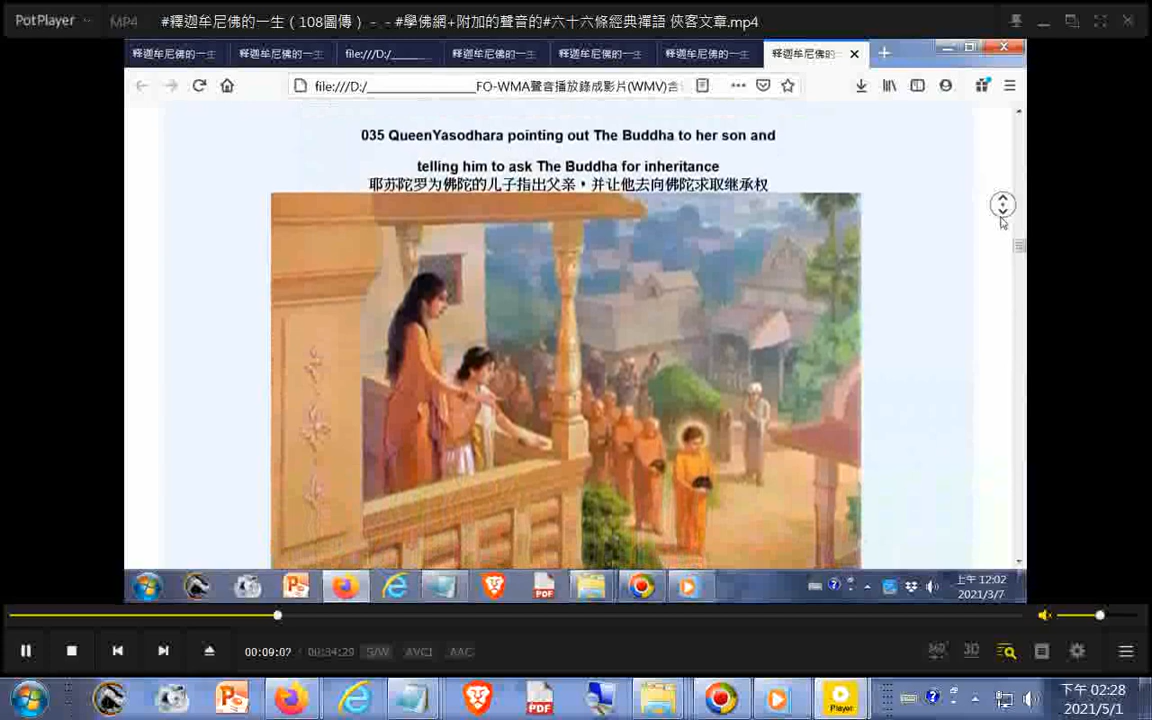 PotPlayer
MP4
#釋迦牟尼佛的一生（108圖傳）- - #學佛網+附加的聲音的#六十六條經典禪語 俠客文章.mp4
釋迦牟尼佛的一生
釋迦牟尼佛的一生
file:///D:/______
釋迦牟尼佛的一生
釋迦牟尼佛的一生
釋迦牟尼佛的一生
釋迦牟尼佛的一
file:///D:/________________FO-WMA聲音播放錄成影片(WMV)含
035 QueenYasodhara pointing out The Buddha to her son and
telling him to ask The Buddha for inheritance
耶苏陀罗为佛陀的儿子指出父亲，并让他去向佛陀求取继承权
PDF
上午 12:02
2021/3/7
00:09:07
00:34:29
S/W
AVC1
AAC
3D
PDF
Player
下午 02:28
2021/5/1